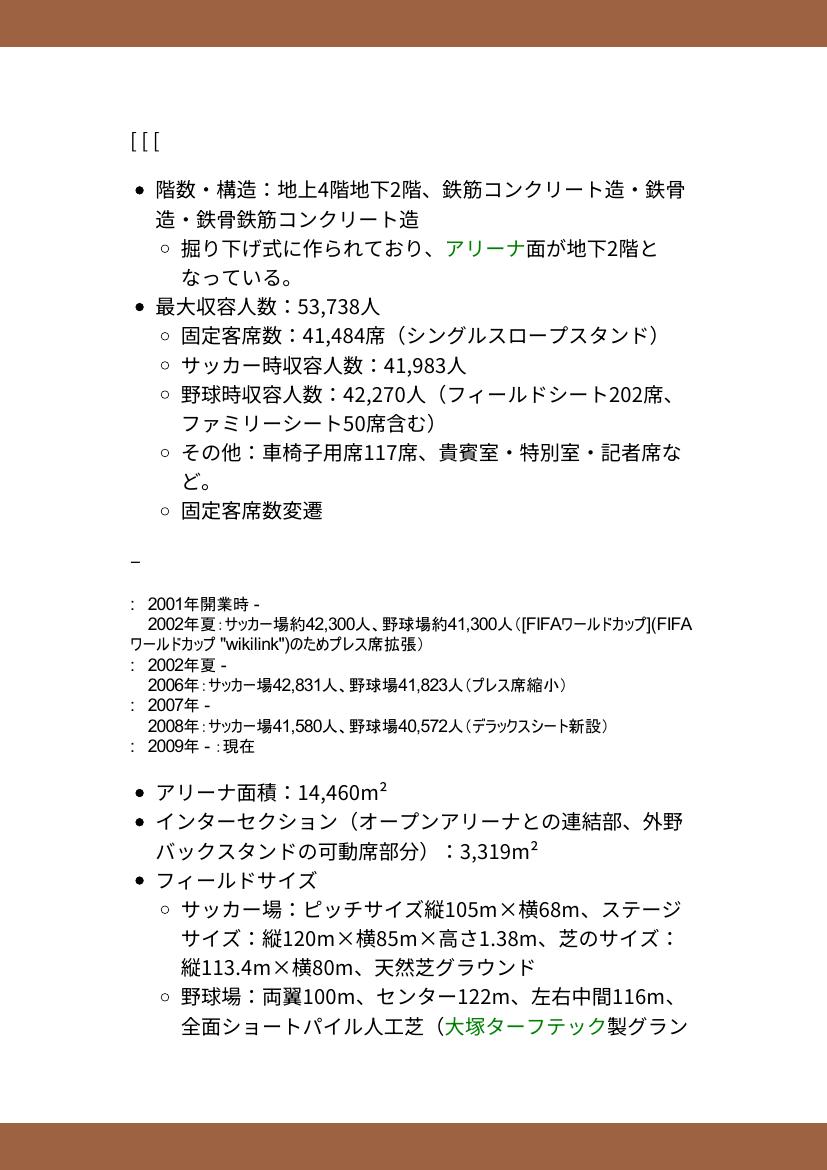 [ [ [
• 階数・構造：地上4階地下2階、鉄筋コンクリート造・鉄骨
造・鉄骨鉄筋コンクリート造
○ 掘り下げ式に作られており、アリーナ面が地下2階と
なっている。
• 最大収容人数：53,738人
○ 固定客席数：41,484席（シングルスロープスタンド）
○ サッカー時収容人数：41,983人
○ 野球時収容人数：42,270人（フィールドシート202席、
ファミリーシート50席含む）
○ その他：車椅子用席117席、貴賓室・特別室・記者席な
ど。
○ 固定客席数変遷
–
: 2001年開業時 -
2002年夏：サッカー場約42,300人、野球場約41,300人（[FIFAワールドカップ](FIFA
ワールドカップ "wikilink")のためプレス席拡張）
: 2002年夏 -
2006年：サッカー場42,831人、野球場41,823人（プレス席縮小）
: 2007年 -
2008年：サッカー場41,580人、野球場40,572人（デラックスシート新設）
: 2009年 - ：現在
• アリーナ面積：14,460m²
• インターセクション（オープンアリーナとの連結部、外野
バックスタンドの可動席部分）：3,319m²
• フィールドサイズ
○ サッカー場：ピッチサイズ縦105m×横68m、ステージ
サイズ：縦120m×横85m×高さ1.38m、芝のサイズ：
縦113.4m×横80m、天然芝グラウンド
○ 野球場：両翼100m、センター122m、左右中間116m、
全面ショートパイル人工芝（大塚ターフテック製グラン